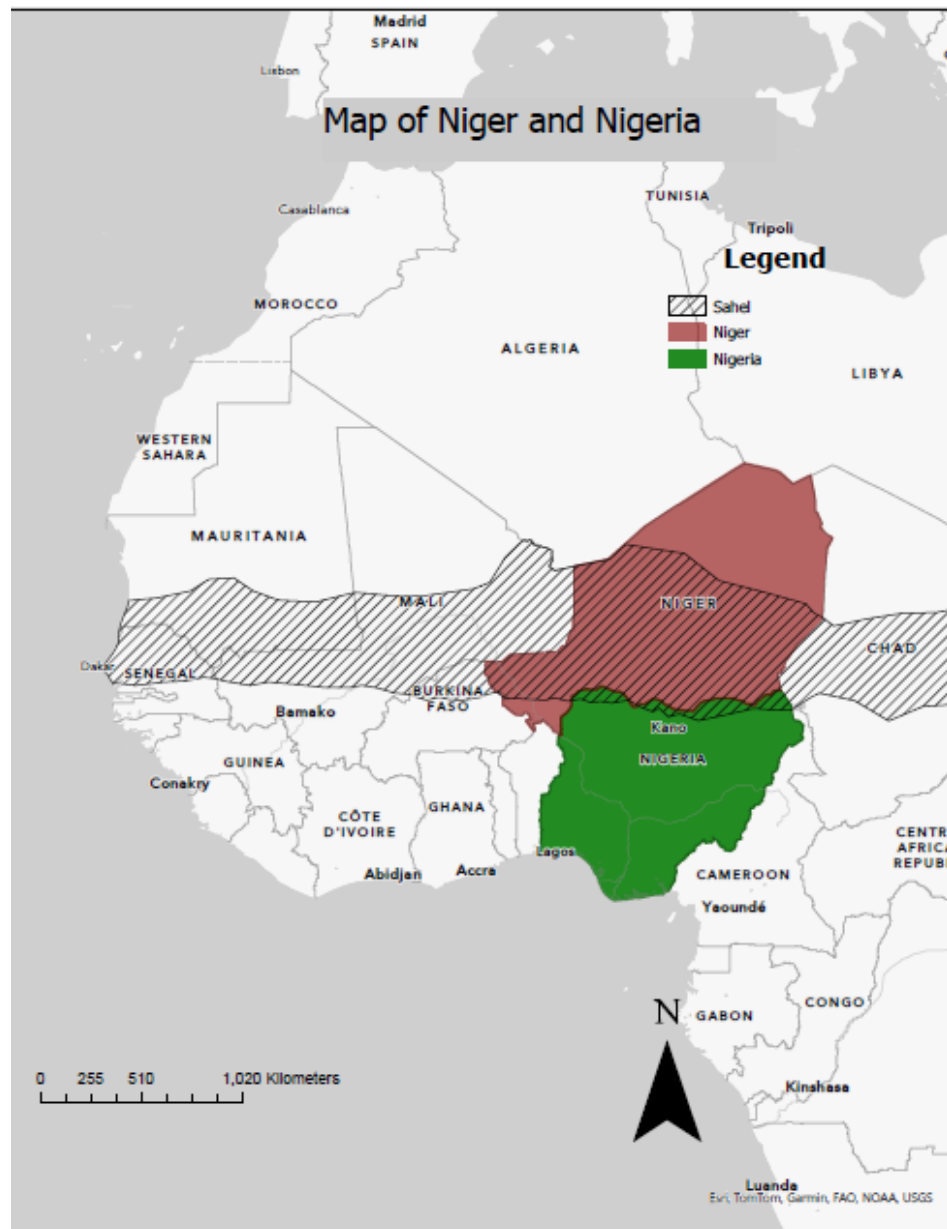 Madrid
SPAIN
Lisbon
Map of Niger and Nigeria
Casablanca
TUNISIA
Tripoli
Legend
Sahel
Niger
Nigeria
MOROCCO
ALGERIA
LIBYA
WESTERN
SAHARA
MAURITANIA
MALI
NIGER
CHAD
Dakar
SENEGAL
BURKINA
FASO
Bamako
Kano
NIGERIA
GUINEA
Conakry
CÔTE
D'IVOIRE
GHANA
Lagos
Abidjan
Accra
CENTR
AFRICA
REPUB
CAMEROON
Yaoundé
N
GABON
CONGO
0 255 510 1,020 Kilometers
Kinshasa
Luanda
Esri, TomTom, Garmin, FAO, NOAA, USGS